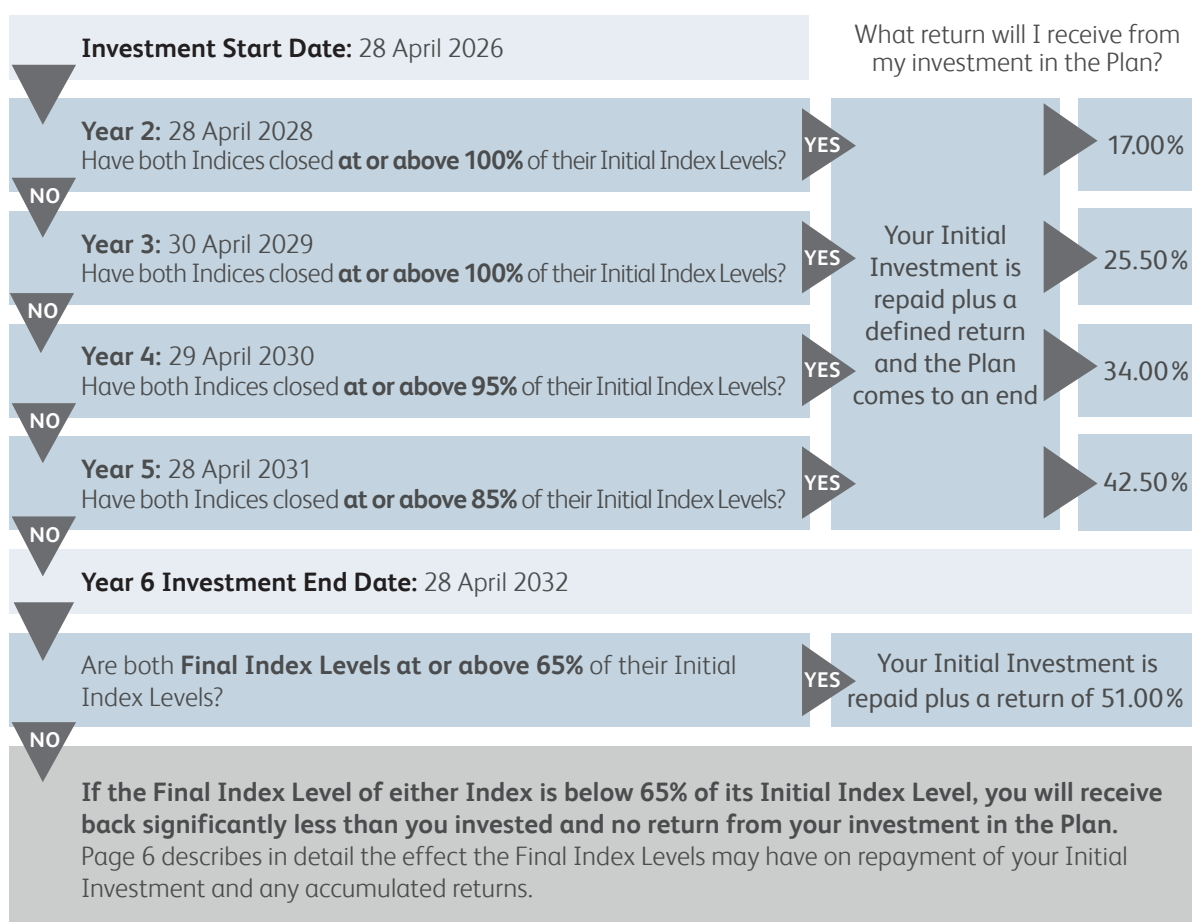 Investment Start Date: 28 April 2026
What return will I receive from
my investment in the Plan?
Year 2: 28 April 2028
Have both Indices closed at or above 100% of their Initial Index Levels?
YES
17.00%
NO
Year 3: 30 April 2029
Have both Indices closed at or above 100% of their Initial Index Levels?
YES
25.50%
NO
Year 4: 29 April 2030
Have both Indices closed at or above 95% of their Initial Index Levels?
YES
34.00%
NO
Year 5: 28 April 2031
Have both Indices closed at or above 85% of their Initial Index Levels?
YES
42.50%
Your Initial
Investment is
repaid plus a
defined return
and the Plan
comes to an end
NO
Year 6 Investment End Date: 28 April 2032
Are both Final Index Levels at or above 65% of their Initial
Index Levels?
YES
Your Initial Investment is
repaid plus a return of 51.00%
NO
If the Final Index Level of either Index is below 65% of its Initial Index Level, you will receive
back significantly less than you invested and no return from your investment in the Plan.
Page 6 describes in detail the effect the Final Index Levels may have on repayment of your Initial
Investment and any accumulated returns.